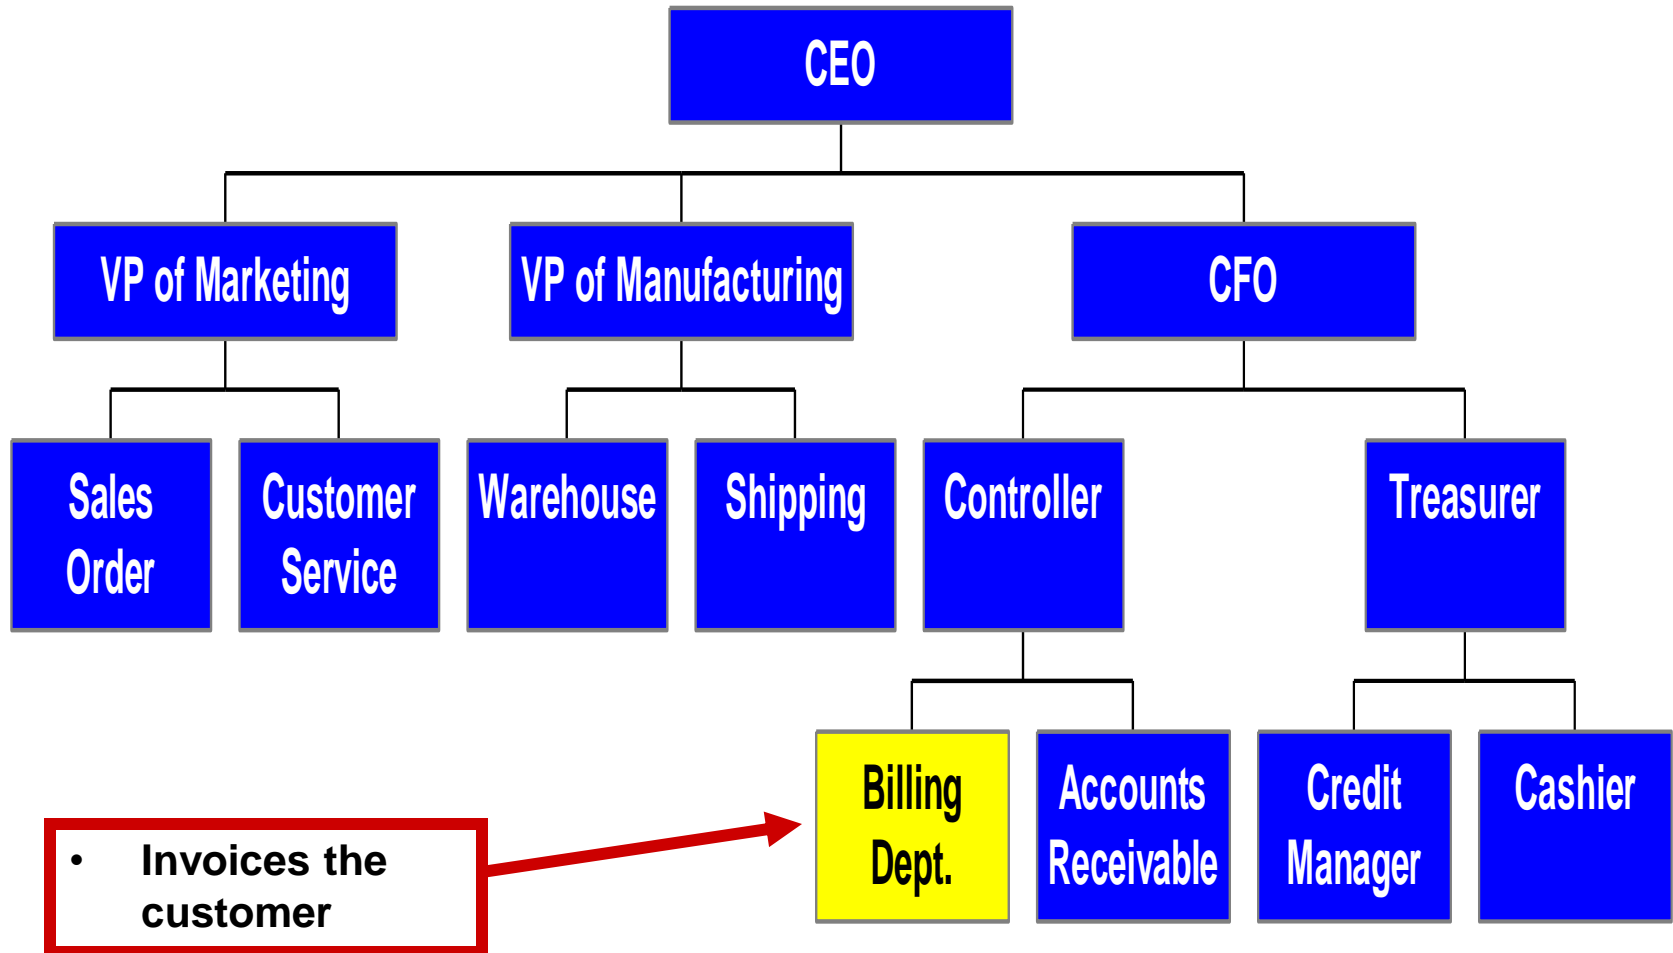 CEO
VP of Marketing
VP of Manufacturing
CFO
Sales
Order
Customer
Service
Warehouse
Shipping
Controller
Treasurer
Billing
Dept.
Accounts
Receivable
Credit
Manager
Cashier
• Invoices the
customer